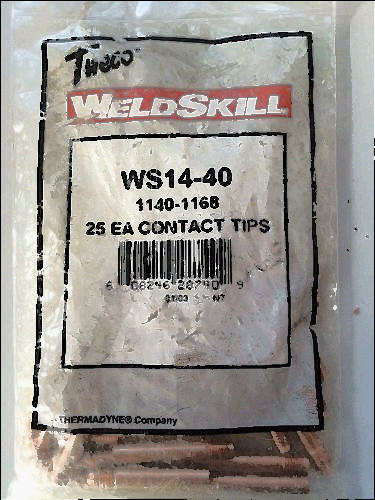 Tweco
WELDSKILL
WS14-40
1140-1168
25 EA CONTACT TIPS
THERMADYNE® Company